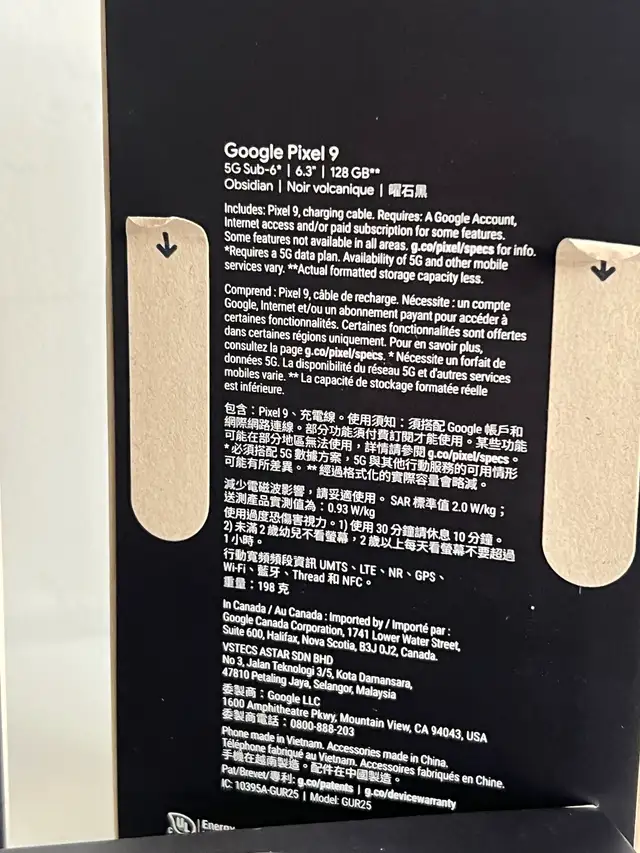 Google Pixel 9
5G Sub-6* | 6.3" | 128 GB**
Obsidian | Noir volcanique | 曜石黑
Includes: Pixel 9, charging cable. Requires: A Google Account,
Internet access and/or paid subscription for some features.
Some features not available in all areas. g.co/pixel/specs for info.
*Requires a 5G data plan. Availability of 5G and other mobile
services vary. **Actual formatted storage capacity less.
Comprend : Pixel 9, câble de recharge. Nécessite : un compte
Google, Internet et/ou un abonnement payant pour accéder à
certaines fonctionnalités. Certaines fonctionnalités sont offertes
dans certaines régions uniquement. Pour en savoir plus,
consultez la page g.co/pixel/specs. * Nécessite un forfait de
données 5G. La disponibilité du réseau 5G et d'autres services
mobiles varie. ** La capacité de stockage formatée réelle
est inférieure.
包含：Pixel 9、充電線。使用須知：須搭配 Google 帳戶和
網際網路連線。部分功能須付費訂閱才能使用。某些功能
可能在部分地區無法使用，詳情請參閱 g.co/pixel/specs。
* 必須搭配 5G 數據方案，5G 與其他行動服務的可用情形
可能有所差異。 ** 經過格式化的實際容量會略減。
減少電磁波影響，請妥適使用。 SAR 標準值 2.0 W/kg；
送測產品實測值為：0.93 W/kg
使用過度恐傷害視力。1) 使用 30 分鐘請休息 10 分鐘。
2) 未滿 2 歲幼兒不看螢幕，2 歲以上每天看螢幕不要超過
1 小時。
行動寬頻頻段資訊 UMTS、LTE、NR、GPS、
Wi-Fi、藍牙、Thread 和 NFC。
重量：198 克
In Canada / Au Canada : Imported by / Importé par :
Google Canada Corporation, 1741 Lower Water Street,
Suite 600, Halifax, Nova Scotia, B3J 0J2, Canada.
VSTECS ASTAR SDN BHD
No 3, Jalan Teknologi 3/5, Kota Damansara,
47810 Petaling Jaya, Selangor, Malaysia
委製商：Google LLC
1600 Amphitheatre Pkwy, Mountain View, CA 94043, USA
委製商電話：0800-888-203
Phone made in Vietnam. Accessories made in China.
Téléphone fabriqué au Vietnam. Accessoires fabriqués en Chine.
手機在越南製造。配件在中國製造。
Pat/Brevet/專利: g.co/patents | g.co/devicewarranty
IC: 10395A-GUR25 | Model: GUR25
UL Energy